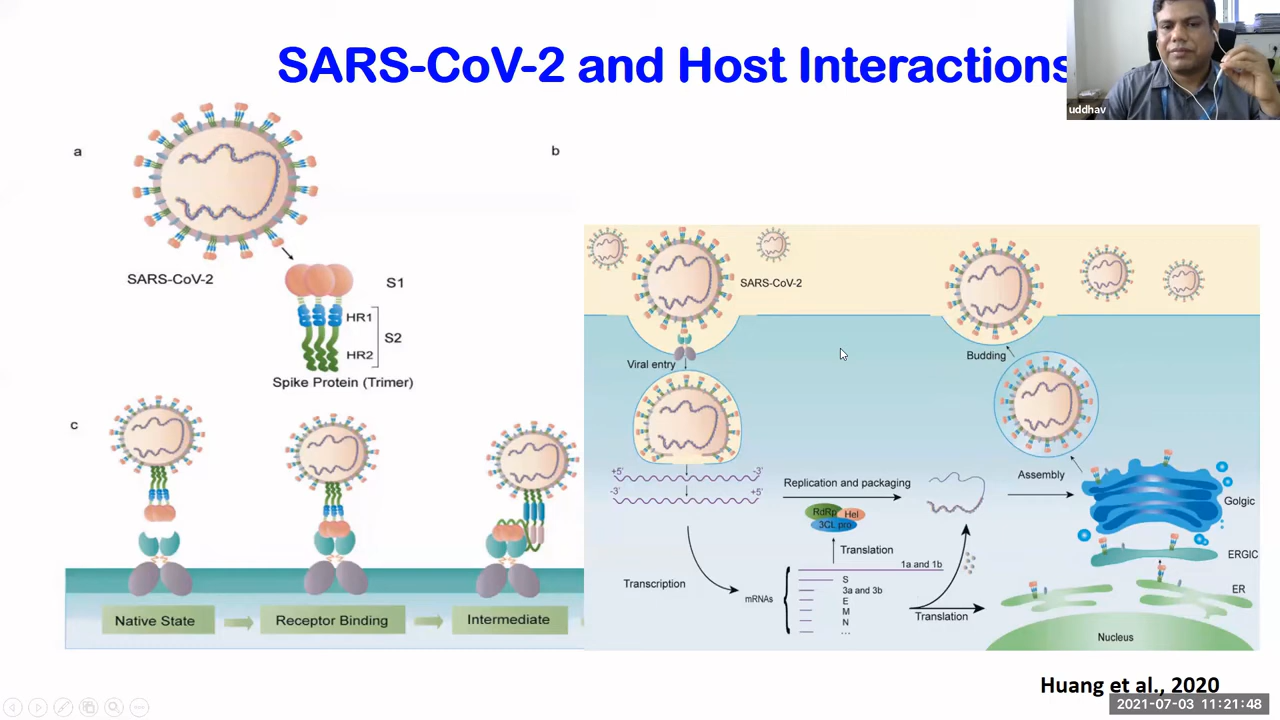 SARS-CoV-2 and Host Interactions
uddhav
a
b
SARS-CoV-2
S1
HR1
S2
HR2
Spike Protein (Trimer)
c
Native State
Receptor Binding
Intermediate
SARS-CoV-2
Viral entry
Budding
+5'
-3'
-3'
+5'
Replication and packaging
Assembly
RdRp
Hel
3CL pro
Golgic
Translation
ERGIC
1a and 1b
Transcription
mRNAs
S
3a and 3b
E
M
N
...
ER
Translation
Nucleus
Huang et al., 2020
2021-07-03 11:21:48